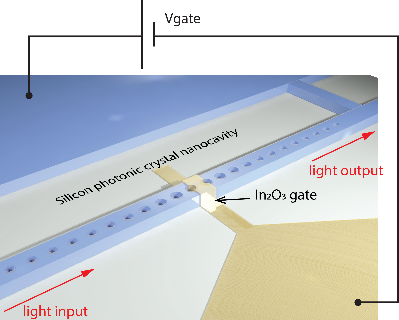 Vgate
Silicon photonic crystal nanocavity
light output
In₂O₃ gate
light input